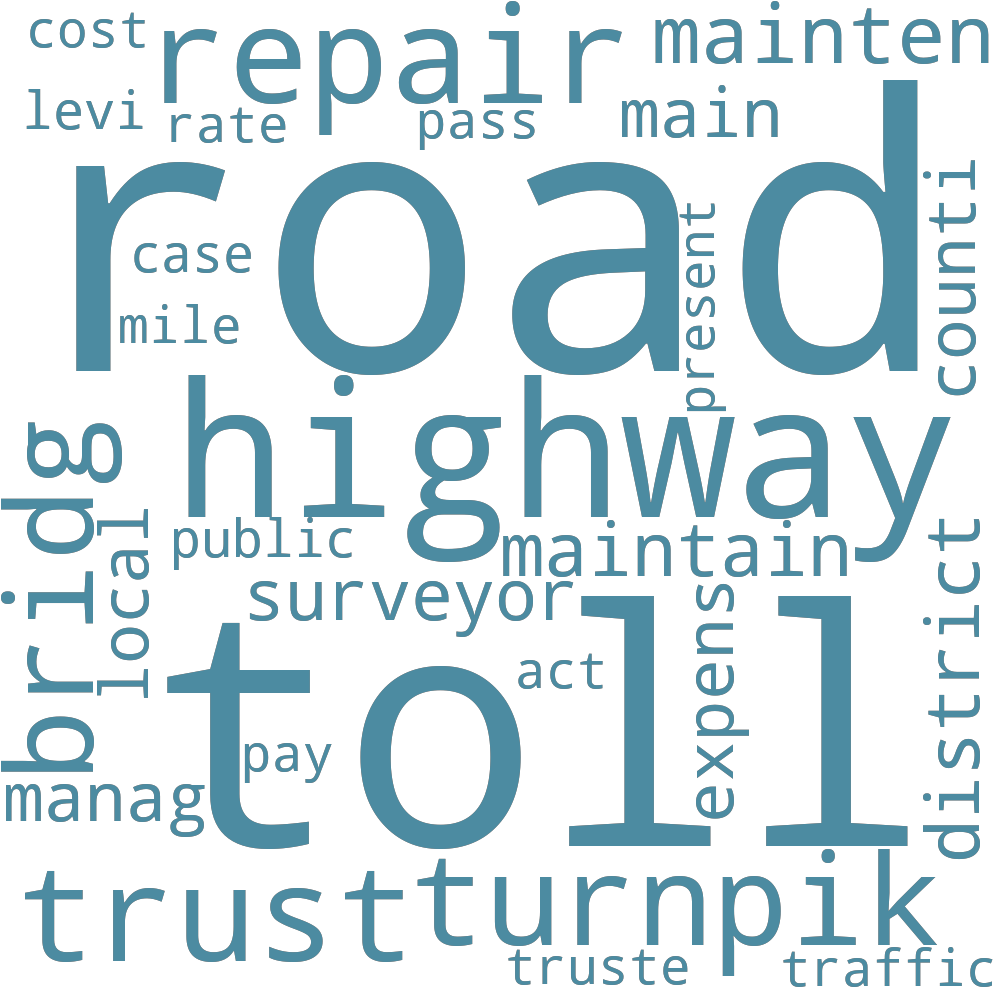 cost
repair
mainten
levi
rate
pass
main
road
case
mile
present
counti
highway
bridg
local
public
maintain
surveyor
expens
district
toll
act
pay
manag
trust
turnpik
truste
traffic